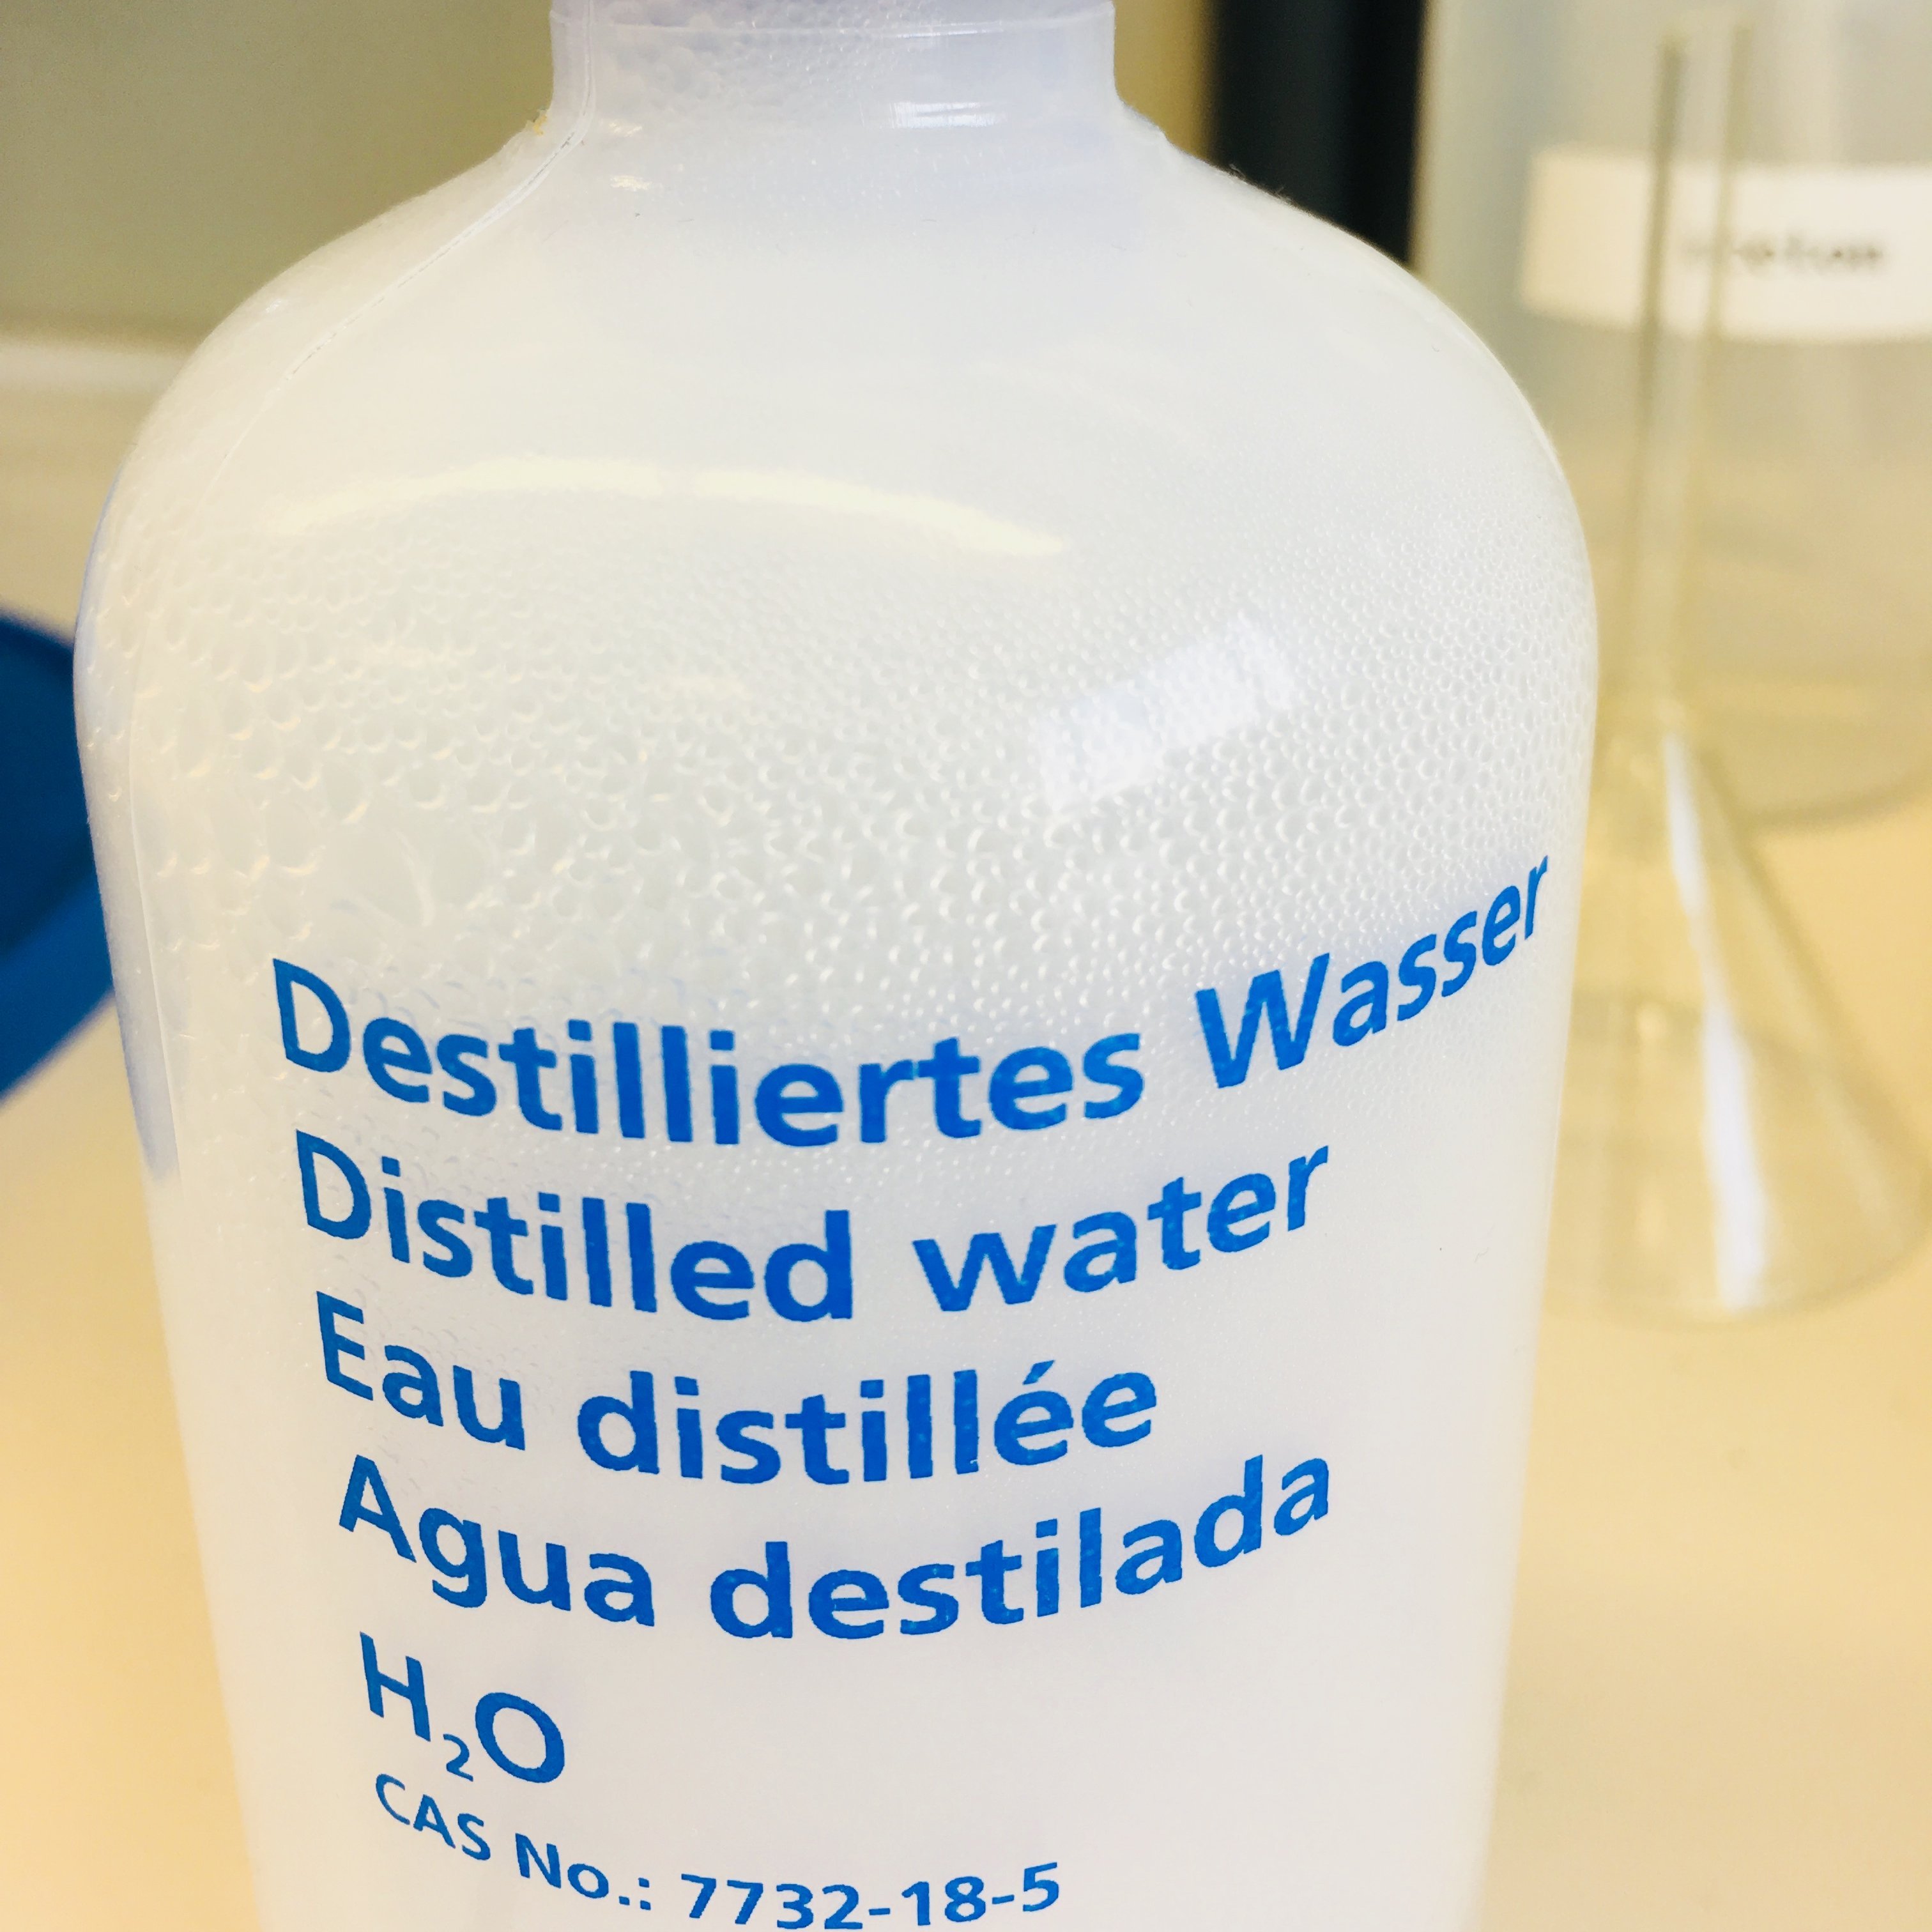 Destilliertes Wasser
Distilled water
Eau distillée
Agua destilada
H₂O
CAS No.: 7732-18-5